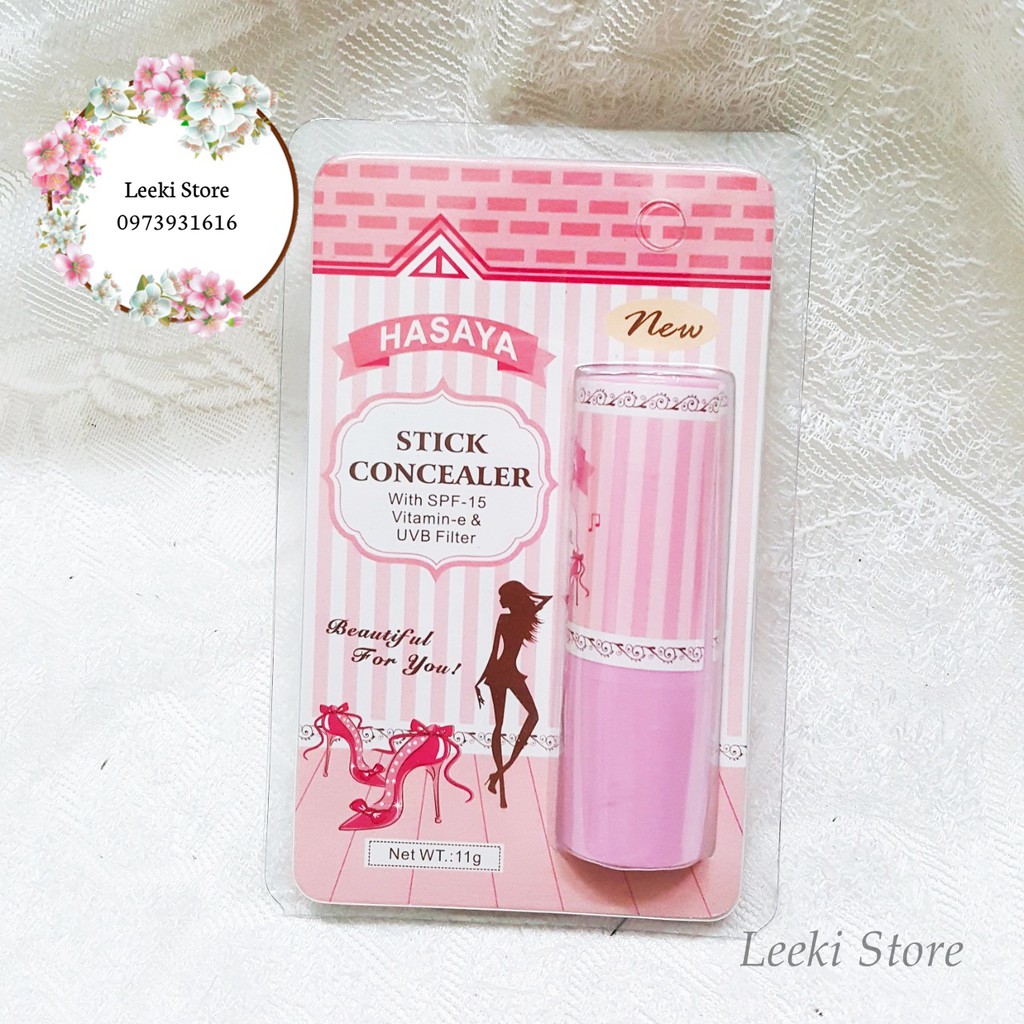 Leeki Store
0973931616
HASAYA
New
STICK
CONCEALER
With SPF-15
Vitamin-e &
UVB Filter
Beautiful
For You!
Net WT.:11g
Leeki Store